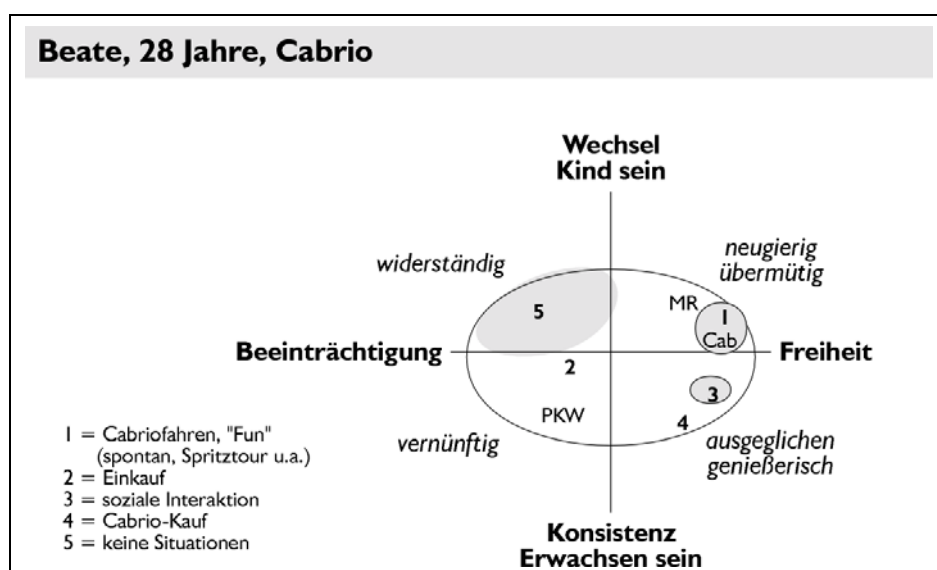 Beate, 28 Jahre, Cabrio
Wechsel
Kind sein
widerständig
neugierig
übermütig
MR
5
1
Cab
Beeinträchtigung
Freiheit
2
3
PKW
4
vernünftig
ausgeglichen
genießerisch
1 = Cabriofahren, "Fun"
(spontan, Spritztour u.a.)
2 = Einkauf
3 = soziale Interaktion
4 = Cabrio-Kauf
5 = keine Situationen
Konsistenz
Erwachsen sein